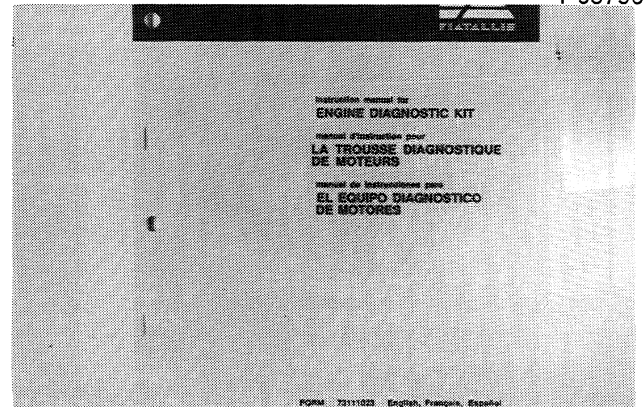 FIATALLIS
instruction manual for
ENGINE DIAGNOSTIC KIT
manuel d'instruction pour
LA TROUSSE DIAGNOSTIQUE
DE MOTEURS
manual de instrucciones para
EL EQUIPO DIAGNOSTICO
DE MOTORES
FORM 73111023 English, Français, Español